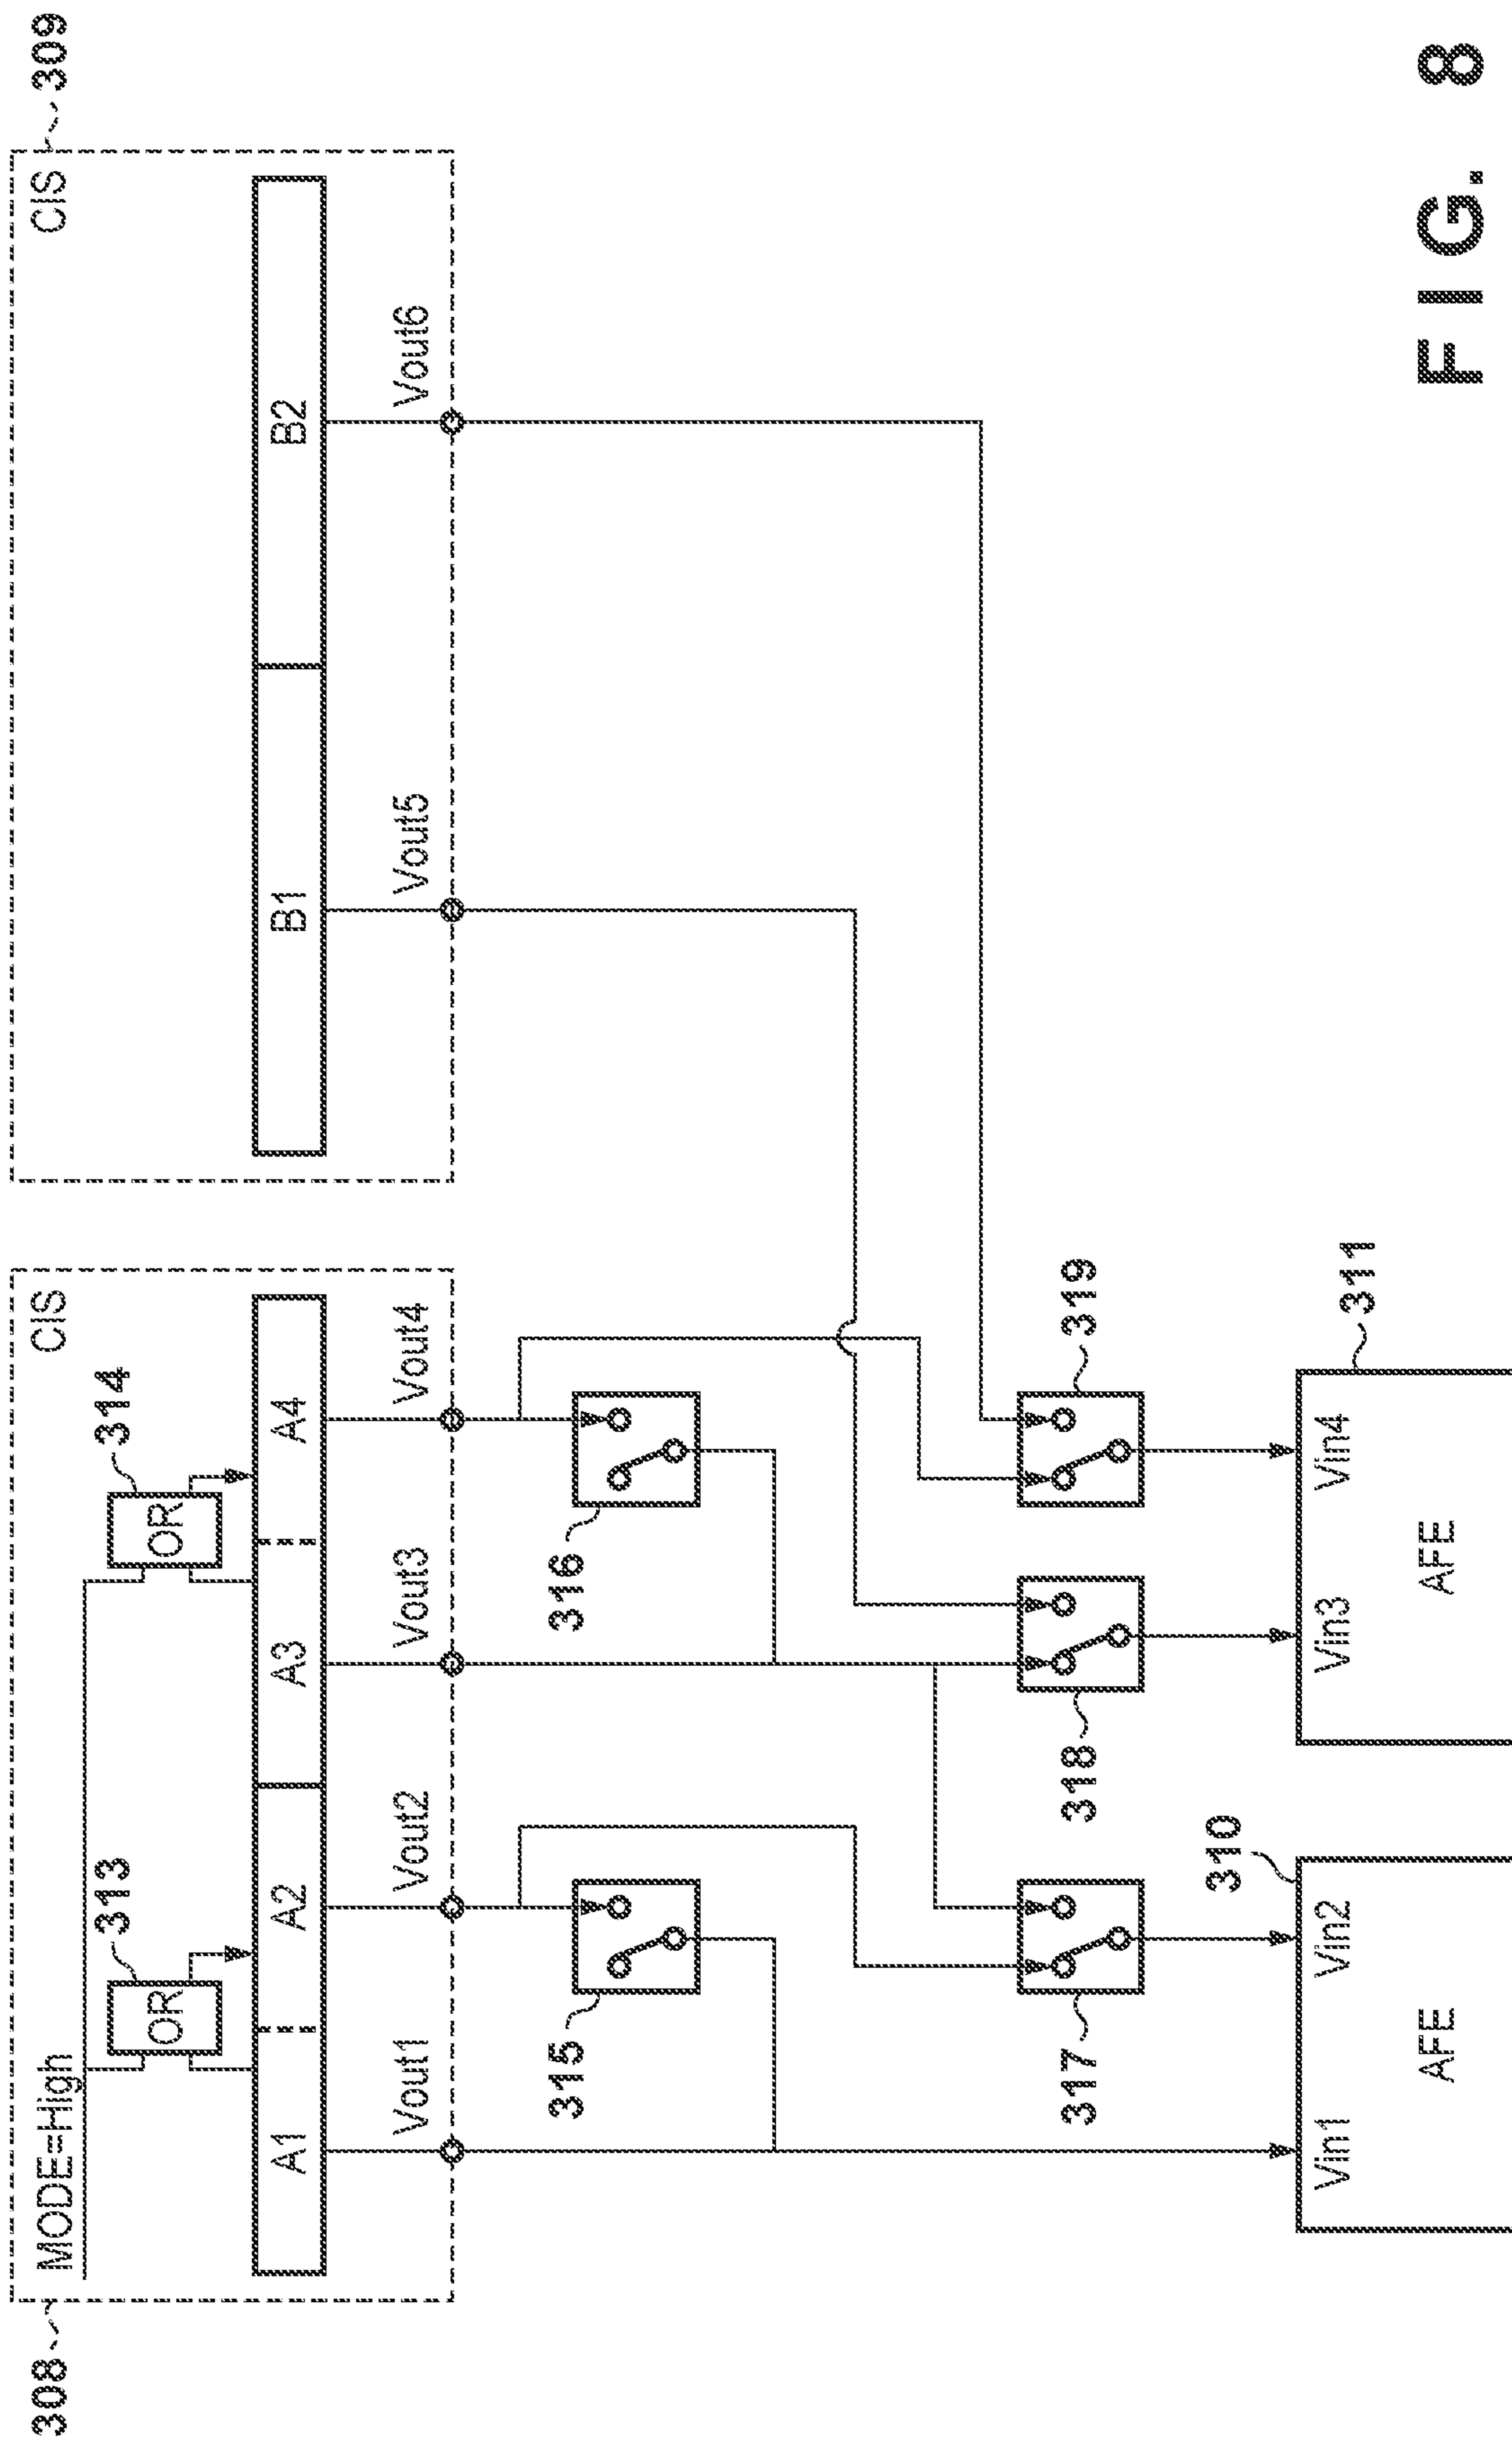 308
CIS
MODE=High
313
OR
314
OR
A1
A2
A3
A4
Vout1
Vout2
Vout3
Vout4
309
CIS
B1
B2
Vout5
Vout6
315
316
317
318
319
310
Vin1
Vin2
AFE
311
Vin3
Vin4
AFE
FIG. 8